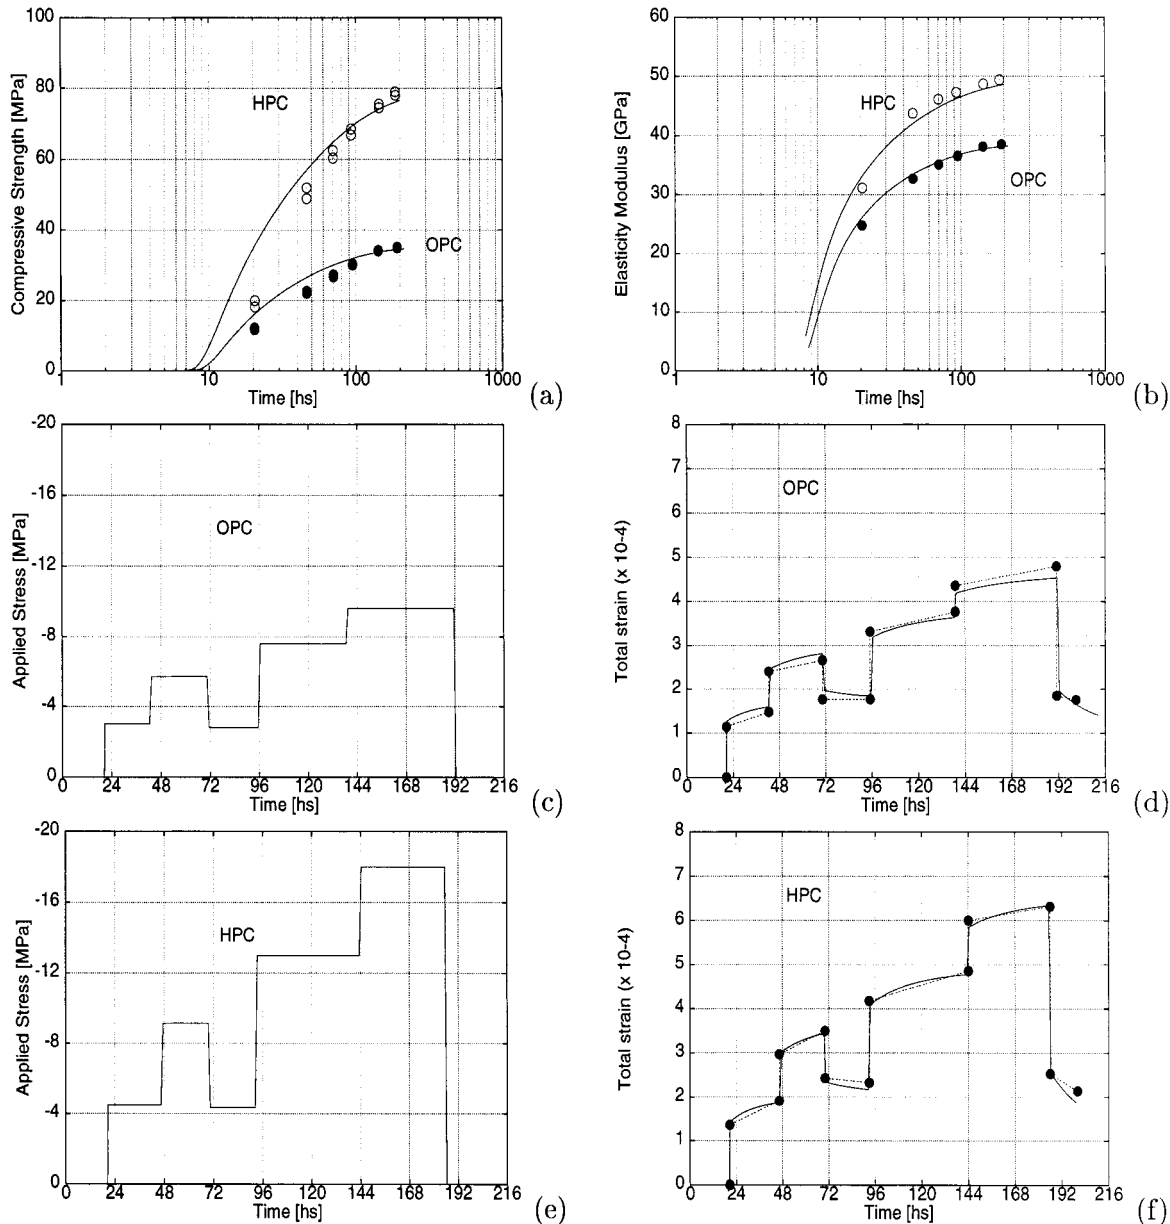 Compressive Strength [MPa]
100
80
60
40
20
0
HPC
OPC
1
10
100
1000
Time [hs]
(a)
Elasticity Modulus [GPa]
60
50
40
30
20
10
0
HPC
OPC
1
10
100
1000
Time [hs]
(b)
Applied Stress [MPa]
-20
-16
-12
-8
-4
0
OPC
0 24 48 72 96 120 144 168 192 216
Time [hs]
(c)
Total strain (x 10-4)
8
7
6
5
4
3
2
1
0
OPC
0 24 48 72 96 120 144 168 192 216
Time [hs]
(d)
Applied Stress [MPa]
-20
-16
-12
-8
-4
0
HPC
0 24 48 72 96 120 144 168 192 216
Time [hs]
(e)
Total strain (x 10-4)
8
7
6
5
4
3
2
1
0
HPC
0 24 48 72 96 120 144 168 192 216
Time [hs]
(f)